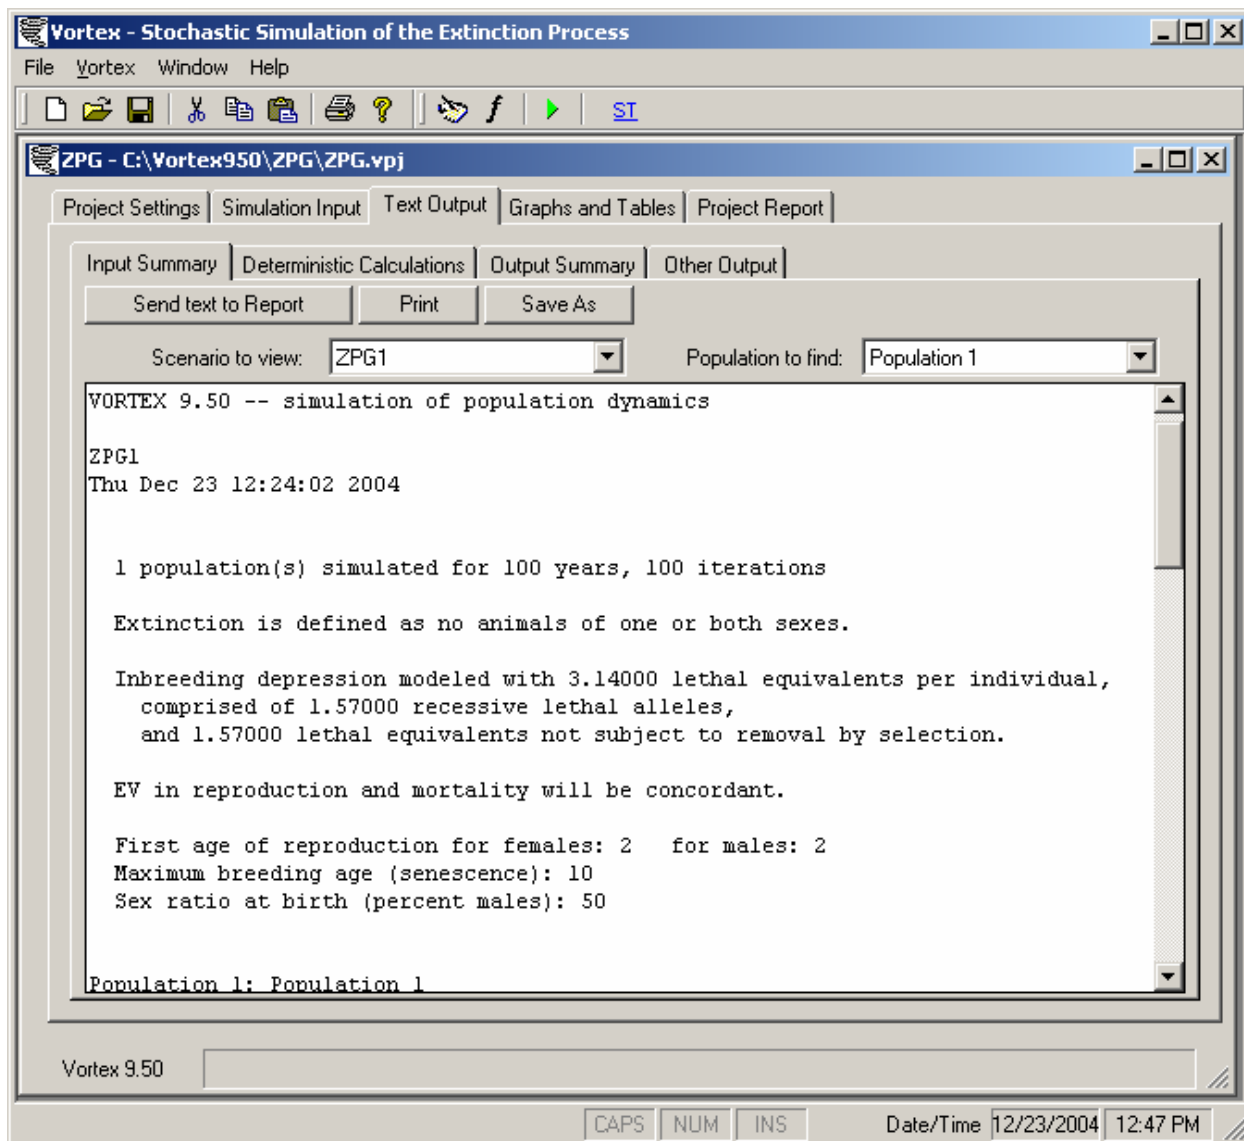 Vortex - Stochastic Simulation of the Extinction Process
File Vortex Window Help
ST
ZPG - C:\Vortex950\ZPG\ZPG.vpj
Project Settings Simulation Input Text Output Graphs and Tables Project Report
Input Summary Deterministic Calculations Output Summary Other Output
Send text to Report Print Save As
Scenario to view: ZPG1 Population to find: Population 1
VORTEX 9.50 -- simulation of population dynamics
ZPG1
Thu Dec 23 12:24:02 2004
1 population(s) simulated for 100 years, 100 iterations
Extinction is defined as no animals of one or both sexes.
Inbreeding depression modeled with 3.14000 lethal equivalents per individual,
comprised of 1.57000 recessive lethal alleles,
and 1.57000 lethal equivalents not subject to removal by selection.
EV in reproduction and mortality will be concordant.
First age of reproduction for females: 2 for males: 2
Maximum breeding age (senescence): 10
Sex ratio at birth (percent males): 50
Population 1: Population 1
Vortex 9.50
CAPS NUM INS Date/Time 12/23/2004 12:47 PM